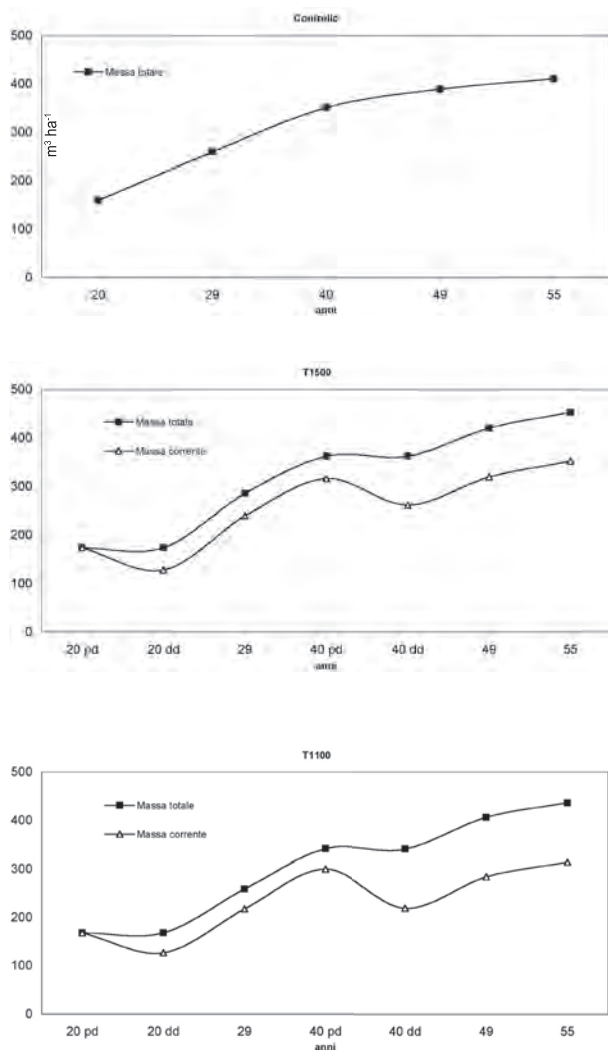 Controllo
500
Massa totale
400
300
200
100
0
m³ ha⁻¹
20 29 40 49 55
anni
T1500
500
Massa totale
400
Massa corrente
300
200
100
0
20 pd 20 dd 29 40 pd 40 dd 49 55
anni
T1100
500
Massa totale
400
Massa corrente
300
200
100
0
20 pd 20 dd 29 40 pd 40 dd 49 55
anni